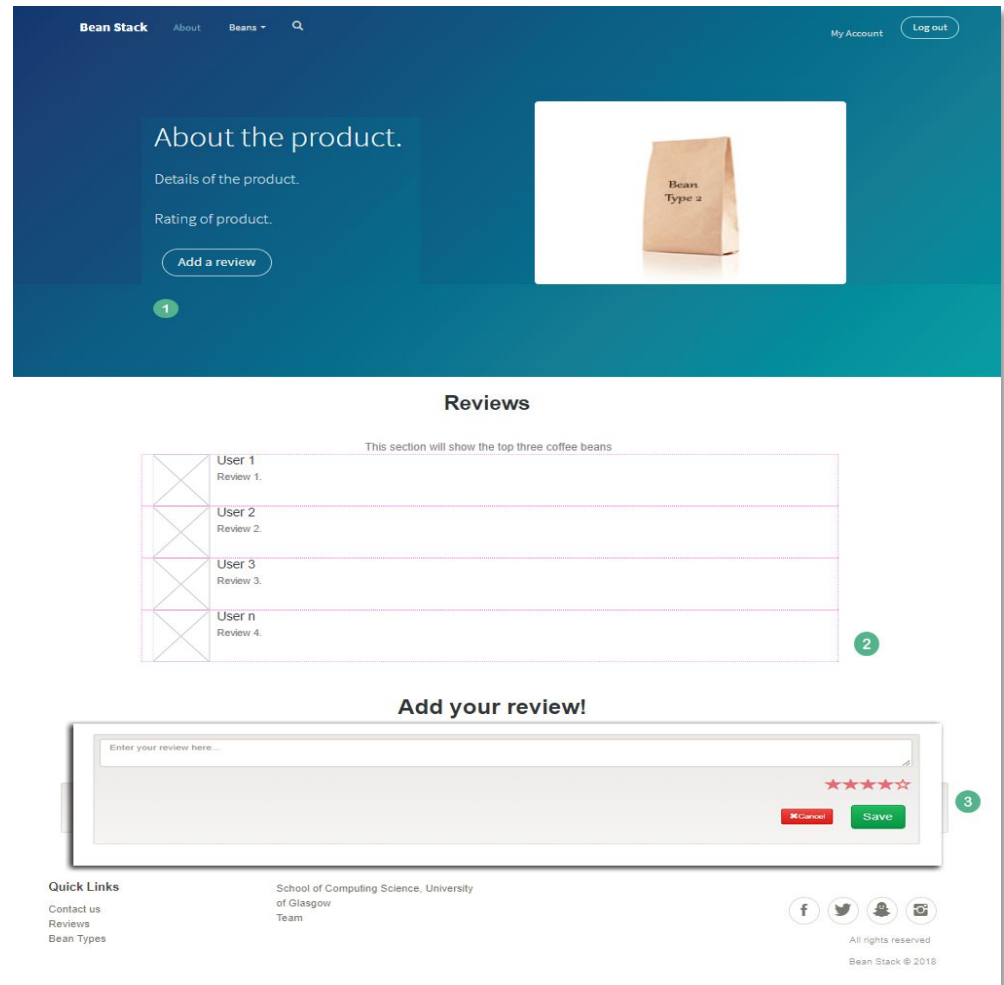 Bean Stack About Beans
My Account Log out
About the product.
Details of the product.
Rating of product.
Add a review
Bean
Type 2
1
Reviews
This section will show the top three coffee beans
User 1
Review 1.
User 2
Review 2.
User 3
Review 3.
User n
Review 4.
2
Add your review!
Enter your review here...
3
Cancel Save
Quick Links
Contact us
Reviews
Bean Types
School of Computing Science, University
of Glasgow
Team
All rights reserved
Bean Stack © 2018